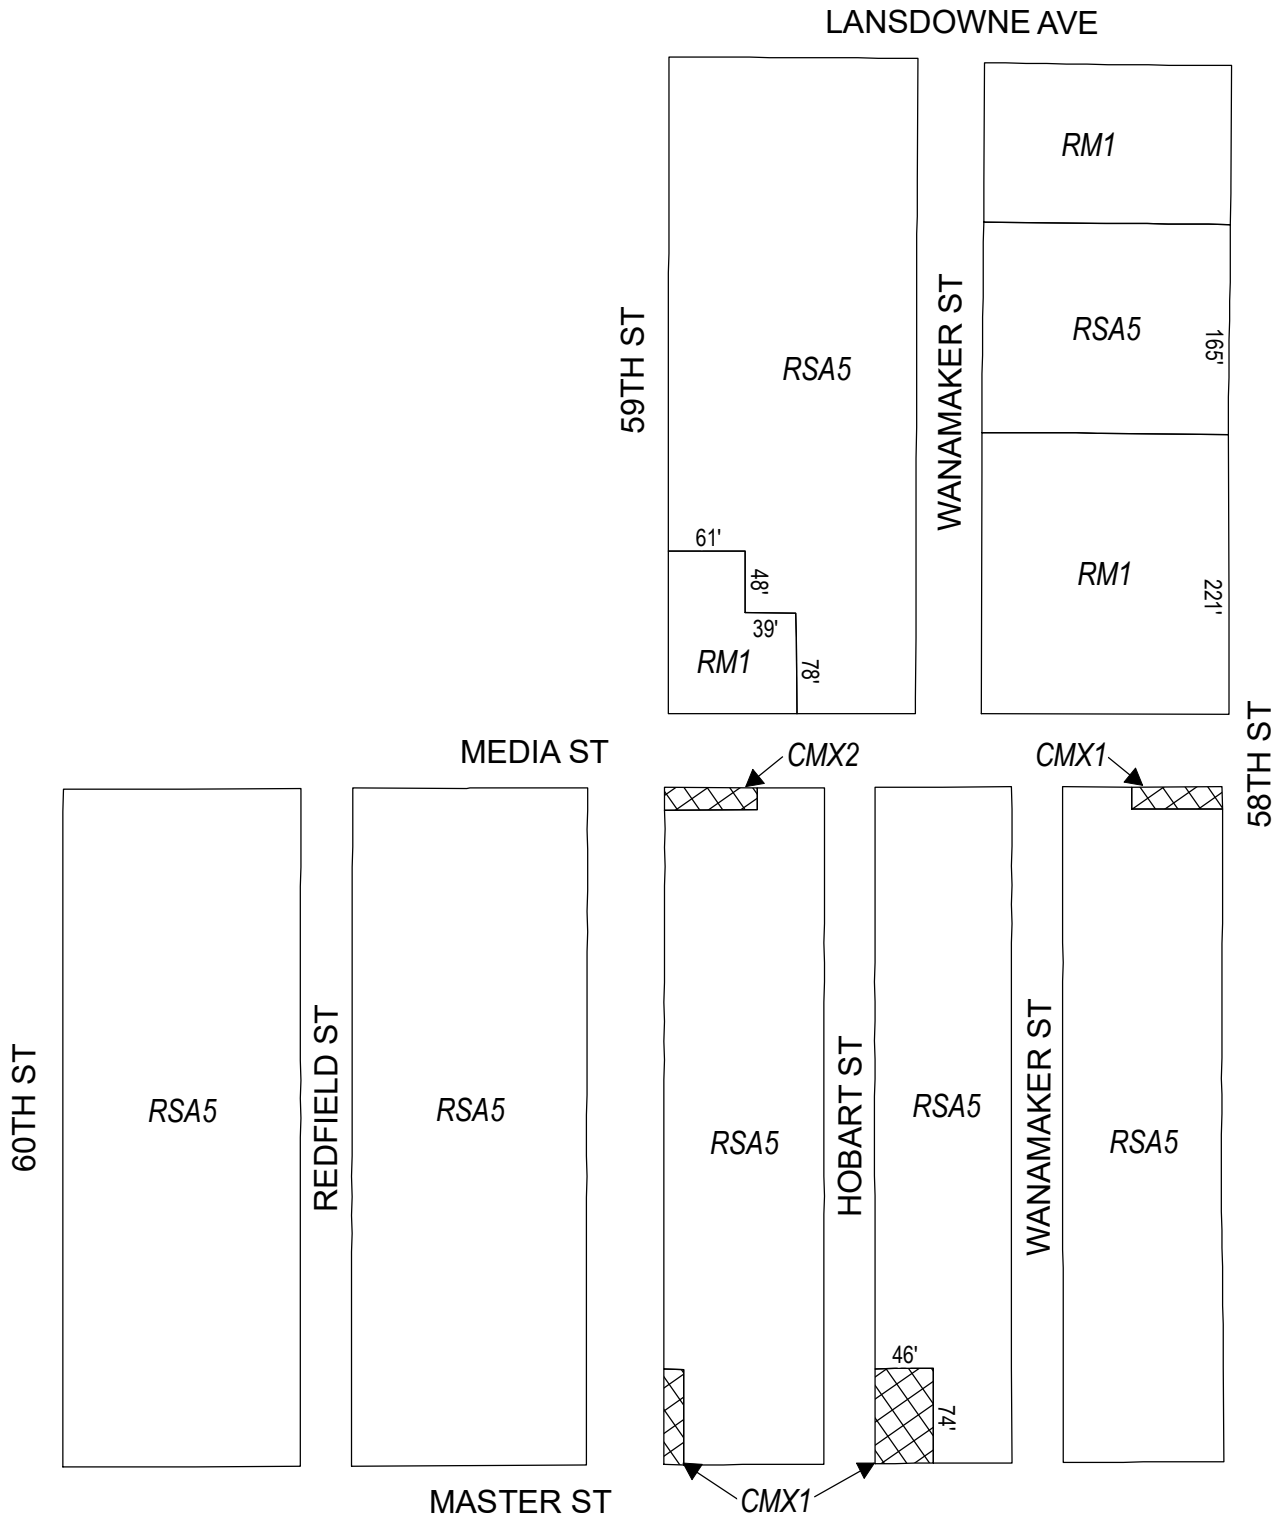 LANSDOWNE AVE
RM1
59TH ST
RSA5
WANAMAKER ST
RSA5
165'
61'
48'
39'
RM1
78'
RM1
221'
MEDIA ST
CMX2
CMX1
58TH ST
60TH ST
RSA5
REDFIELD ST
RSA5
RSA5
HOBART ST
RSA5
WANAMAKER ST
RSA5
46'
74'
MASTER ST
CMX1